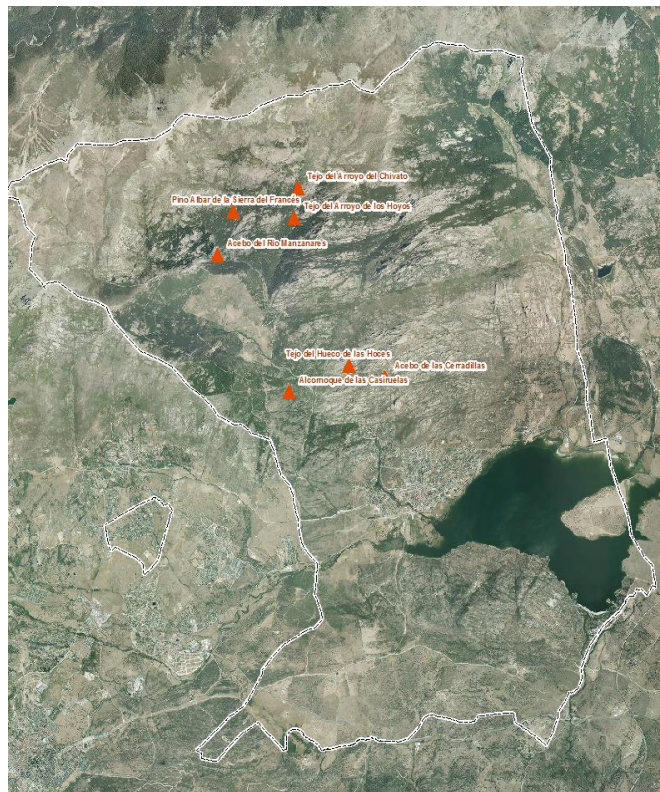 Tejo del Arroyo del Chivato
Pino Albar de la Sierra del Francés
Tejo del Arroyo de los Hoyos
Acebo del Río Manzanares
Tejo del Hueco de las Hoces
Acebo de las Cerradillas
Alcornoque de las Casiruelas